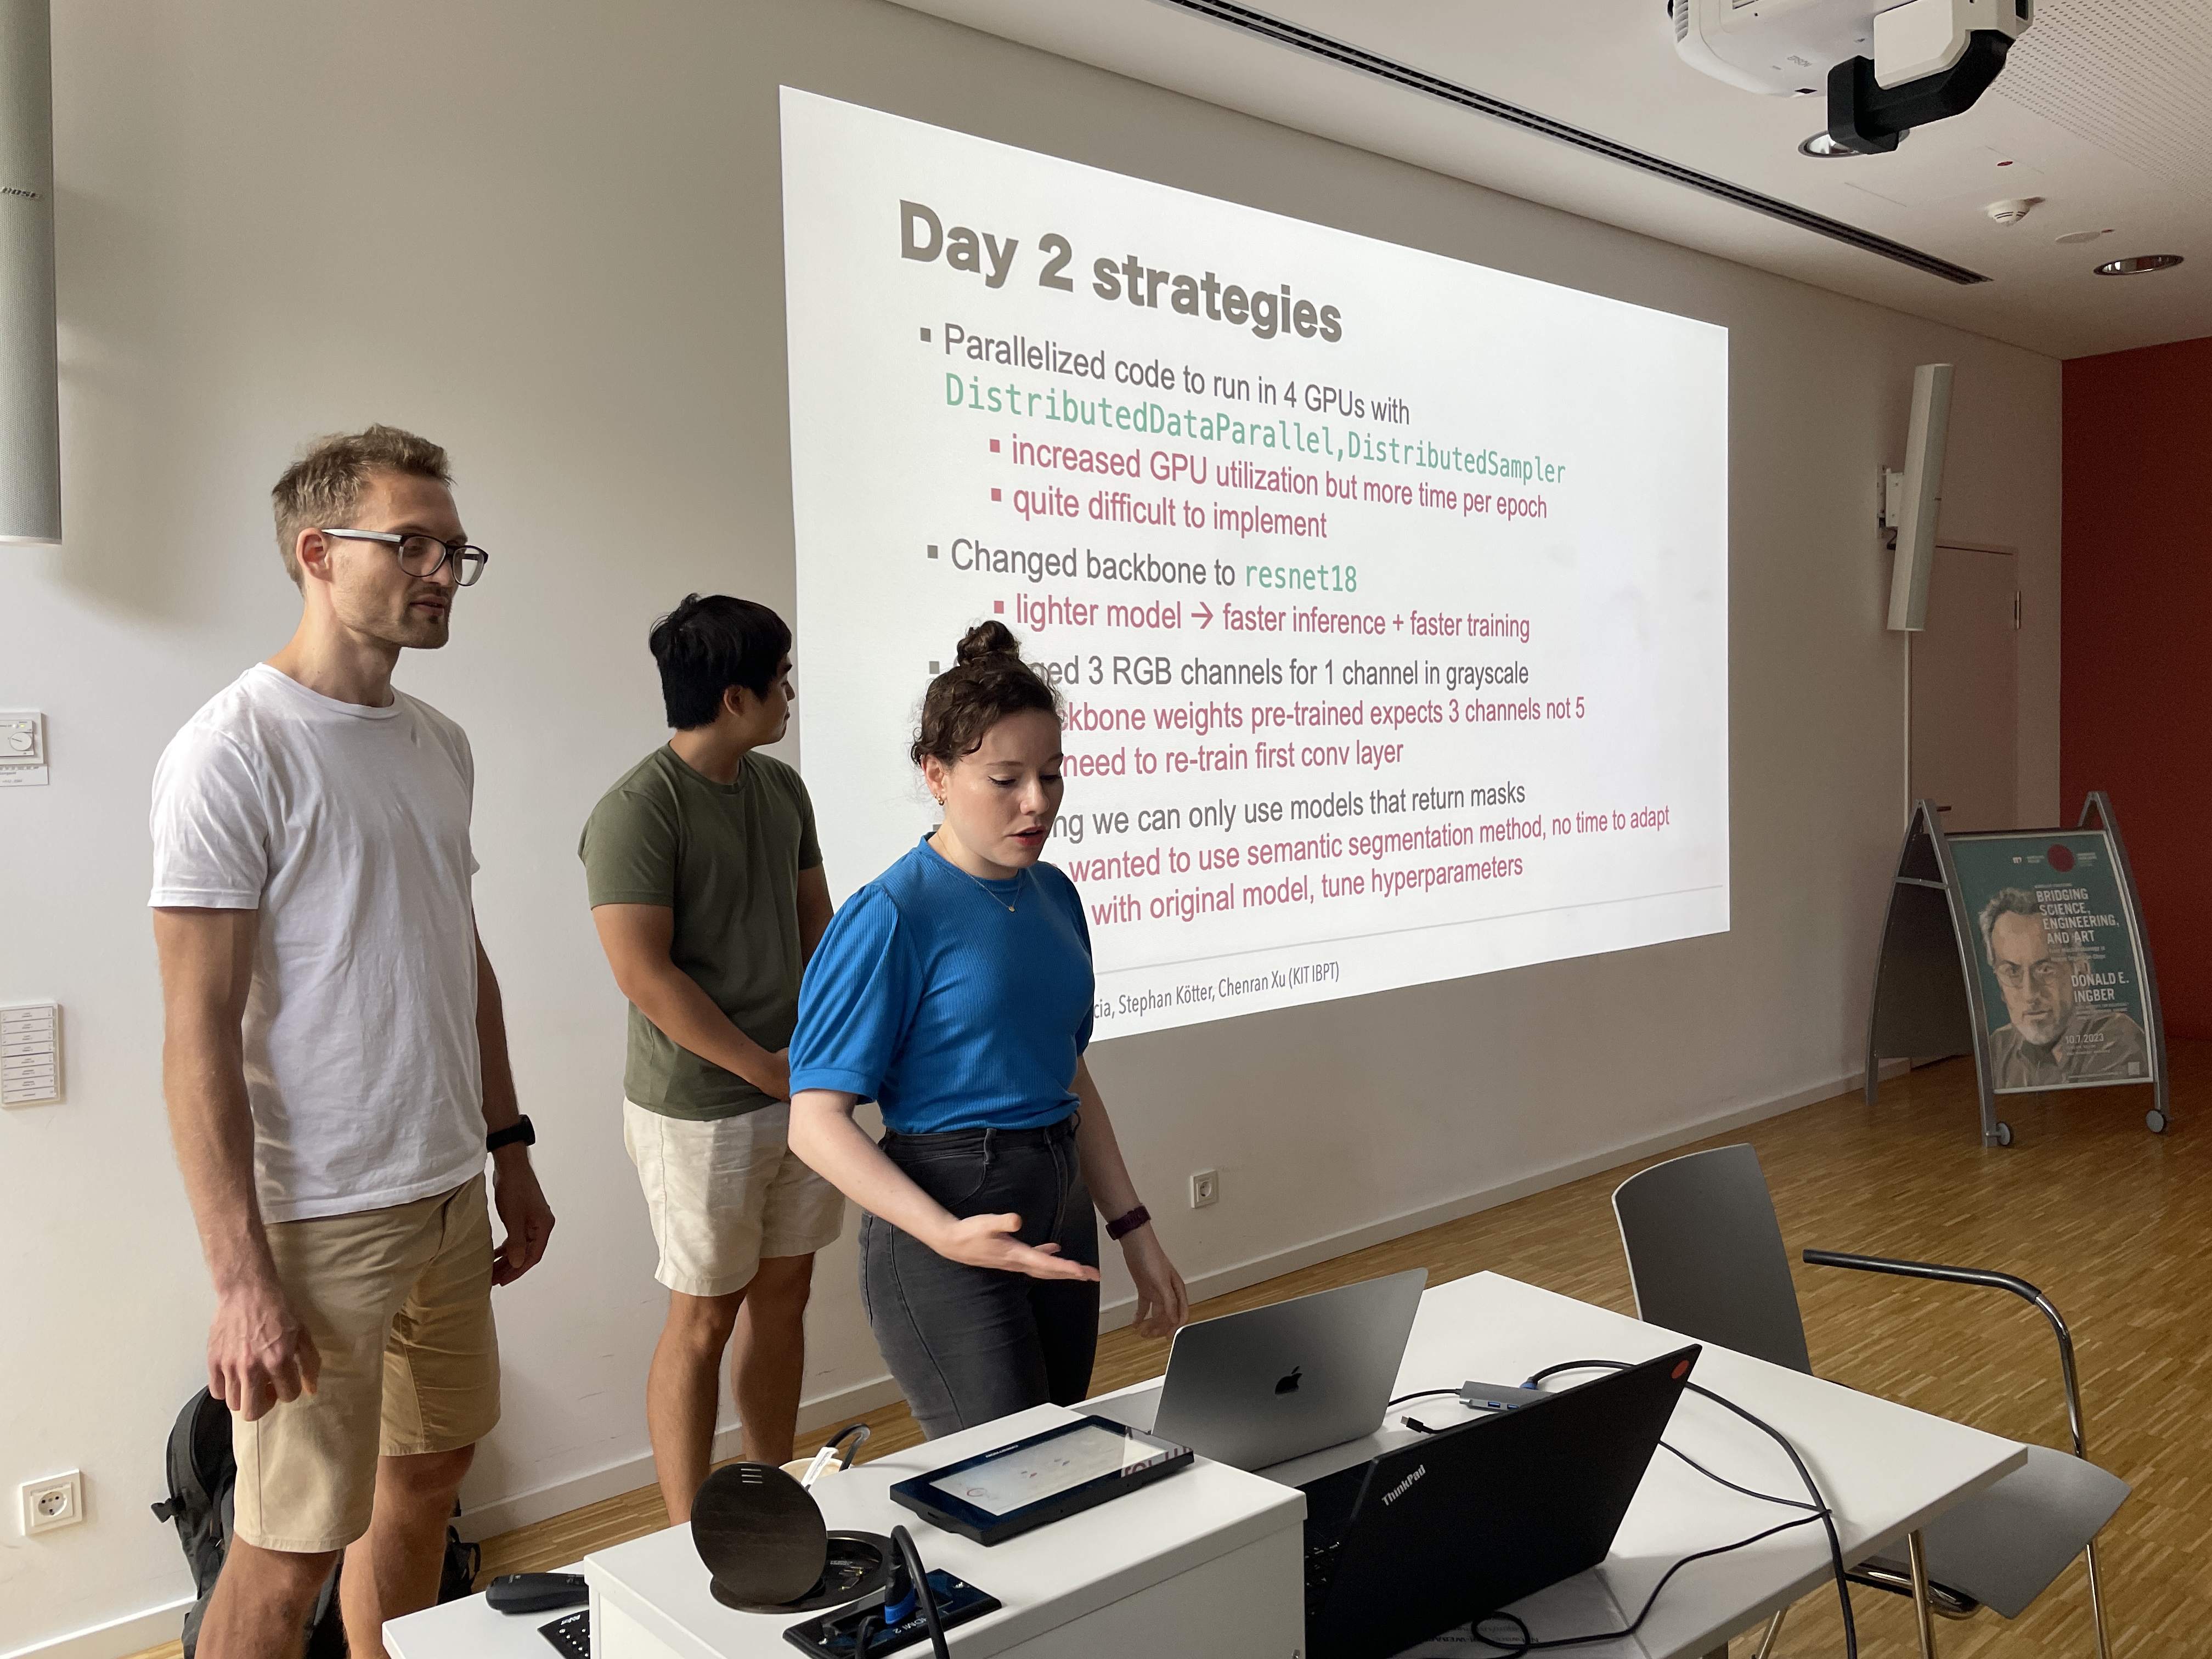 Day 2 strategies
▪ Parallelized code to run in 4 GPUs with
DistributedDataParallel,DistributedSampler
▪ increased GPU utilization but more time per epoch
▪ quite difficult to implement
▪ Changed backbone to resnet18
▪ lighter model → faster inference + faster training
▪ 3 RGB channels for 1 channel in grayscale
weights pre-trained expects 3 channels not 5
need to re-train first conv layer
we can only use models that return masks
wanted to use semantic segmentation method, no time to adapt
with original model, tune hyperparameters
Stephan Kötter, Chenran Xu (KIT IBPT)
BOSE
EPSON
BRIDGING
SCIENCE,
ENGINEERING,
AND ART
DONALD E.
INGBER
10.7.2023
ThinkPad